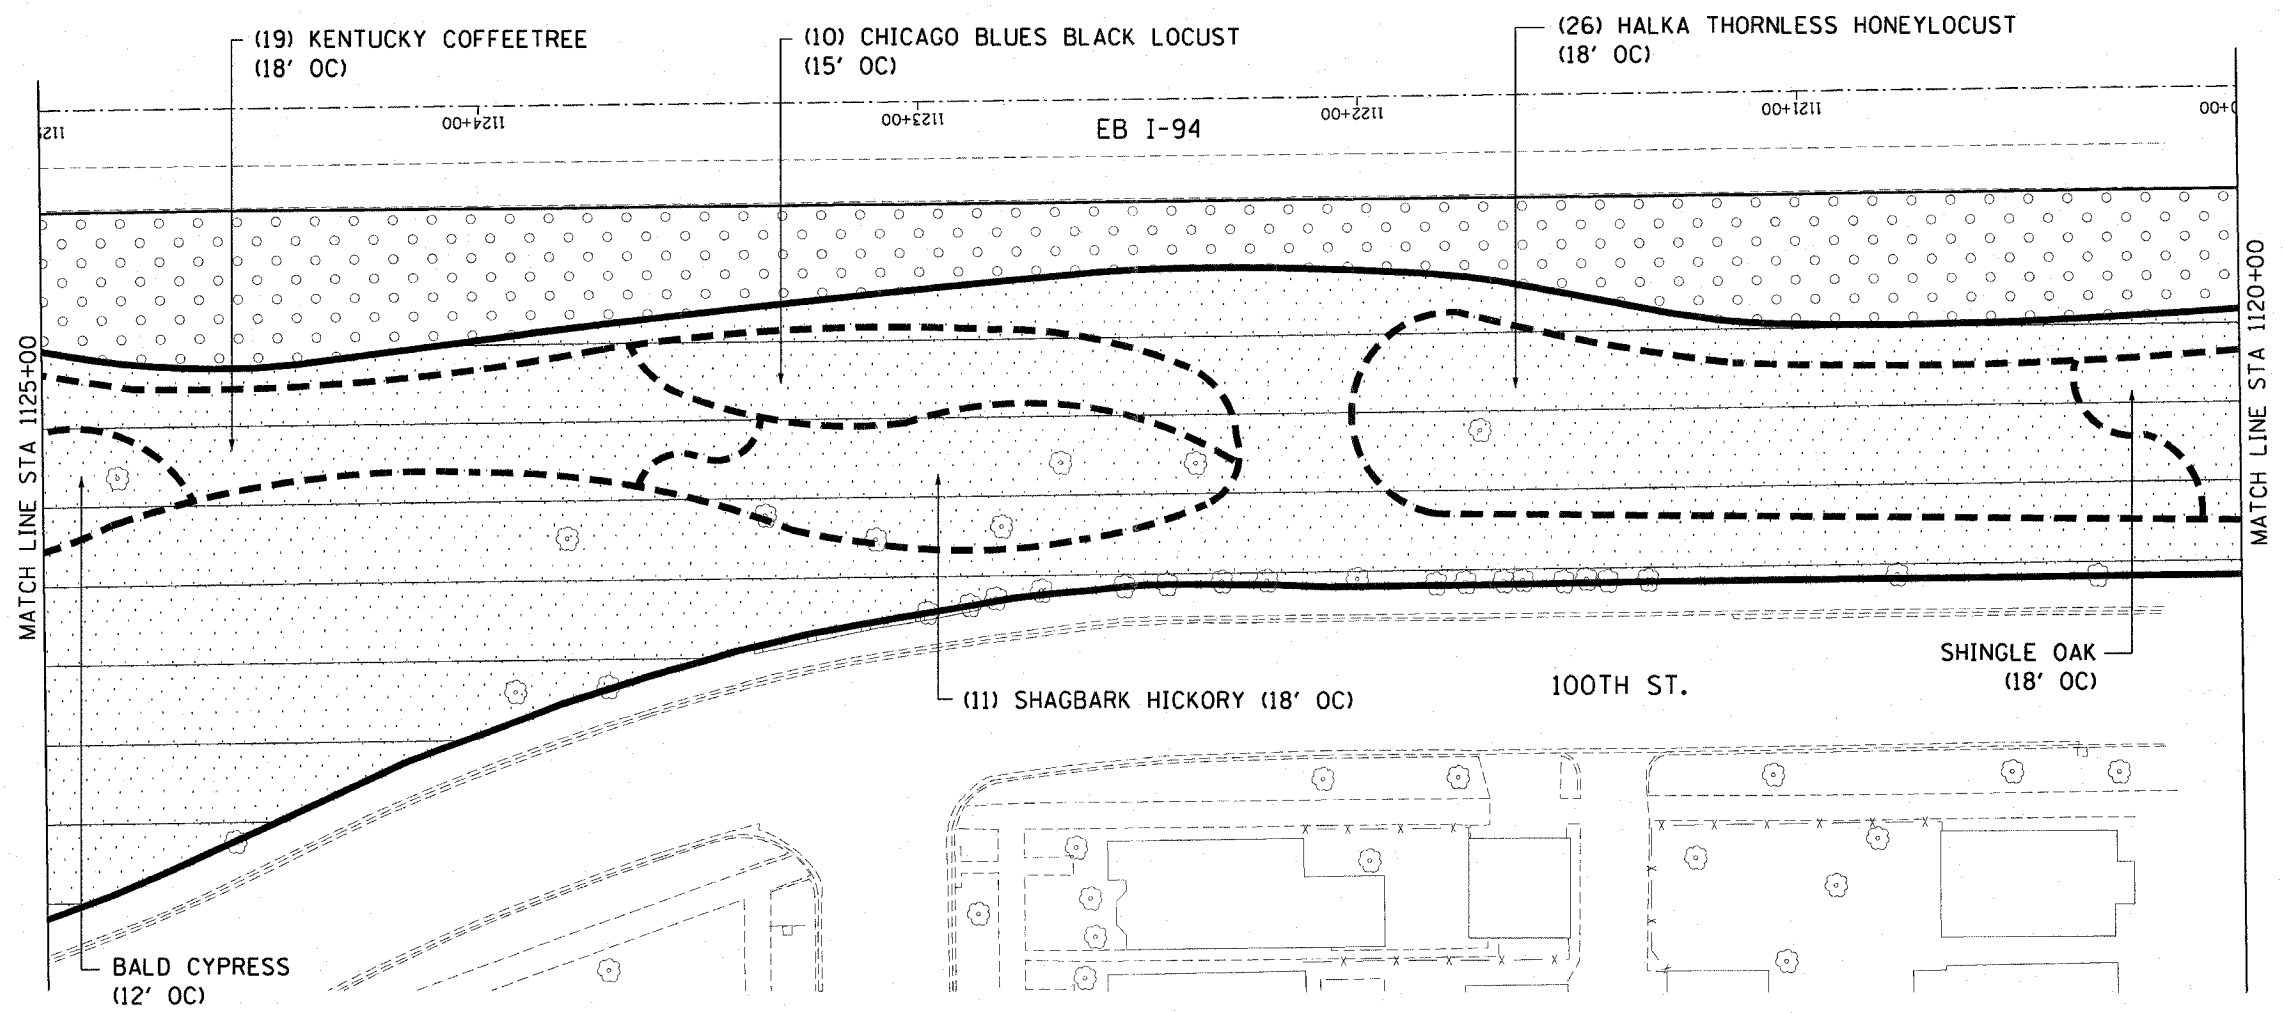 (19) KENTUCKY COFFEETREE
(18' OC)
(10) CHICAGO BLUES BLACK LOCUST
(15' OC)
(26) HALKA THORNLESS HONEYLOCUST
(18' OC)
1124+00
1123+00
1122+00
1121+00
EB I-94
MATCH LINE STA 1125+00
MATCH LINE STA 1120+00
SHINGLE OAK
(18' OC)
(11) SHAGBARK HICKORY (18' OC)
100TH ST.
BALD CYPRESS
(12' OC)